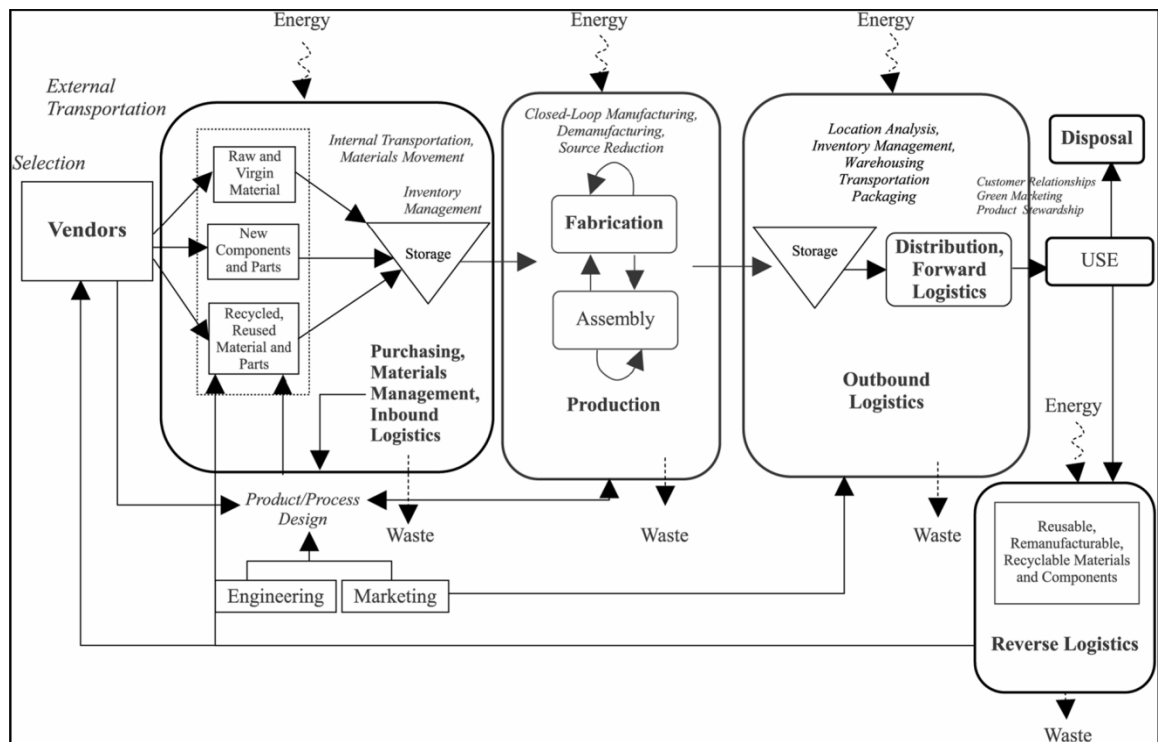 Energy
Energy
Energy
External
Transportation
Selection
Vendors
Raw and
Virgin
Material
New
Components
and Parts
Recycled,
Reused
Material and
Parts
Internal Transportation,
Materials Movement
Inventory
Management
Storage
Purchasing,
Materials
Management,
Inbound
Logistics
Closed-Loop Manufacturing,
Demanufacturing,
Source Reduction
Fabrication
Assembly
Production
Location Analysis,
Inventory Management,
Warehousing
Transportation
Packaging
Storage
Distribution,
Forward
Logistics
Outbound
Logistics
Customer Relationships
Green Marketing
Product Stewardship
Disposal
USE
Energy
Product/Process
Design
Waste
Waste
Waste
Engineering
Marketing
Reusable,
Remanufacturable,
Recyclable Materials
and Components
Reverse Logistics
Waste